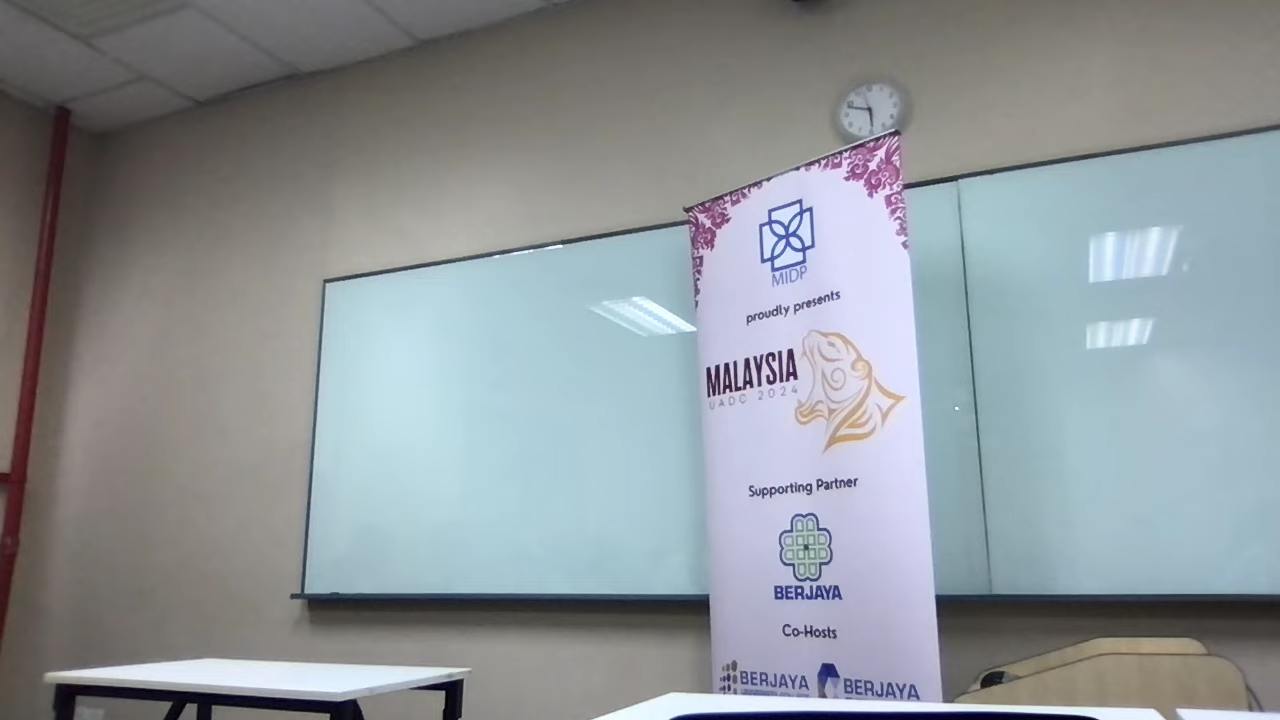 MIDP
proudly presents
MALAYSIA
UADC 2024
Supporting Partner
BERJAYA
Co-Hosts
BERJAYA BERJAYA